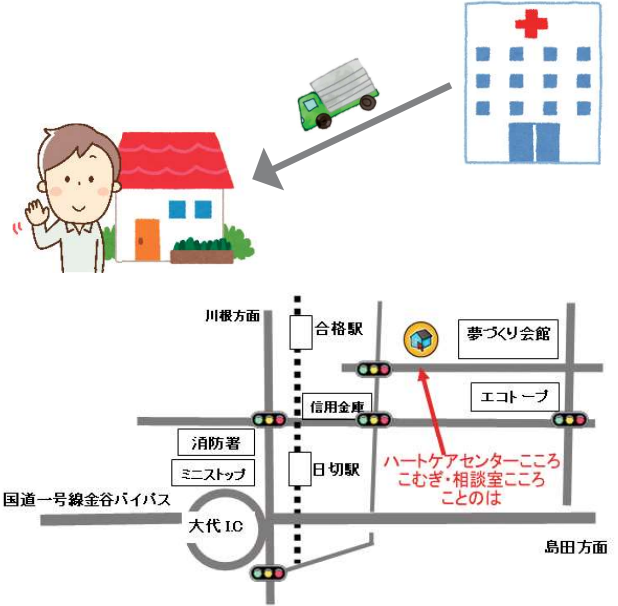 川根方面
合格駅
夢づくり会館
信用金庫
エコトープ
消防署
ミニストップ
日切駅
ハートケアセンターこころ
こむぎ・相談室こころ
ことのは
国道一号線金谷バイパス
大代I.C
島田方面